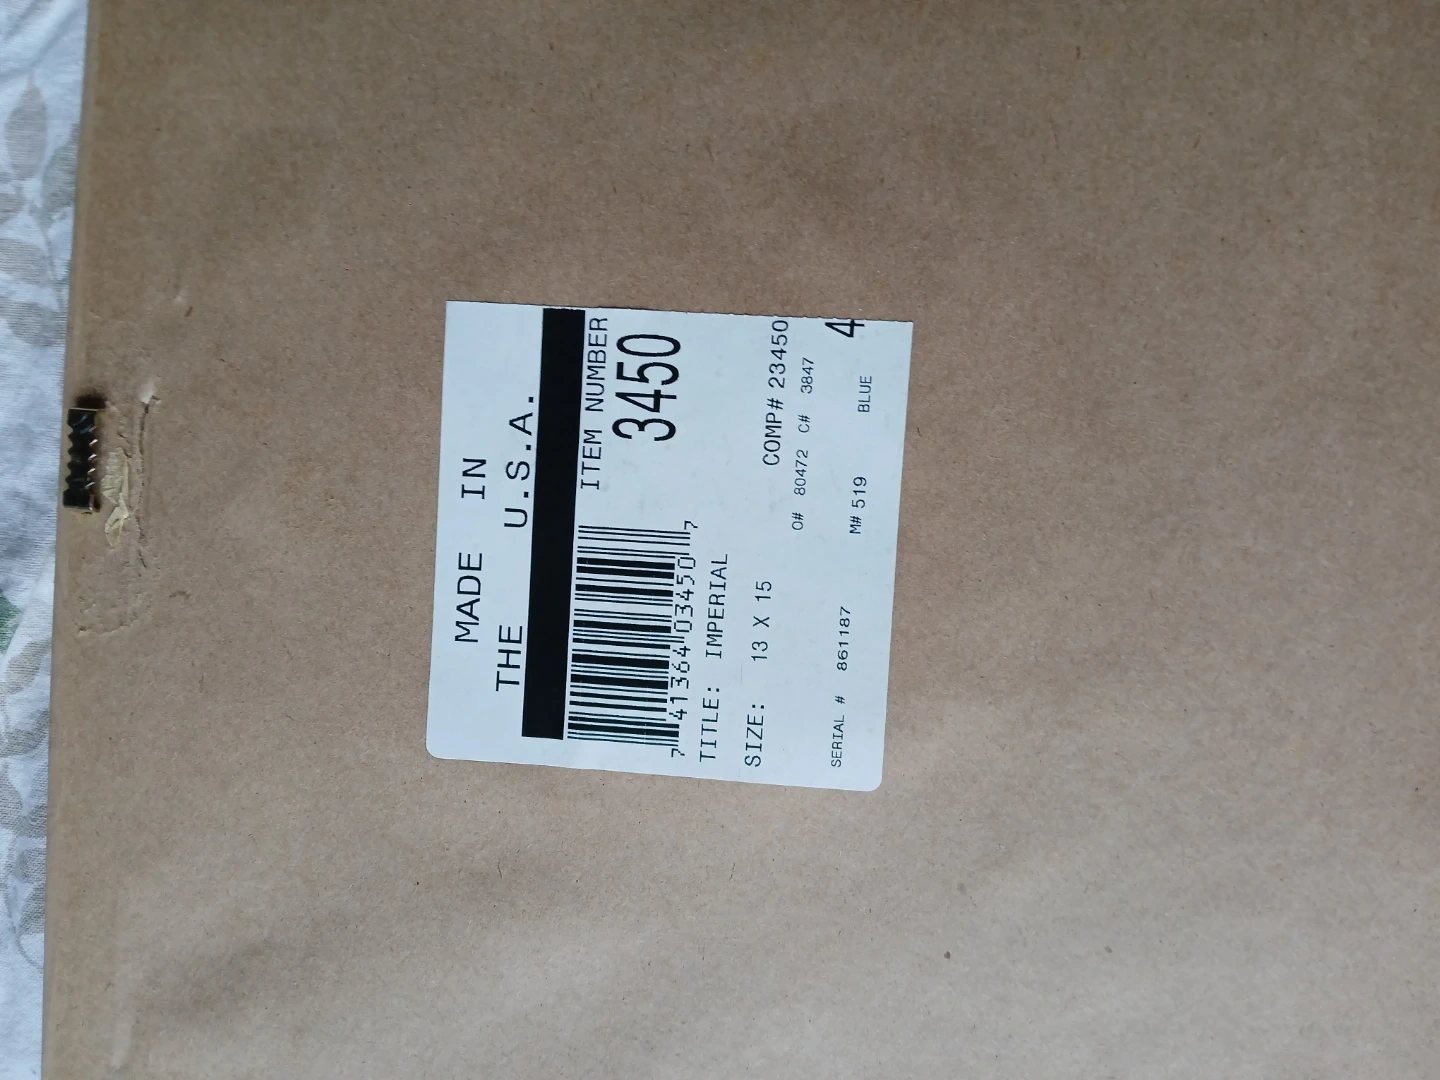 MADE IN
THE U.S.A.
ITEM NUMBER
3450
7 41364 03450 7
TITLE: IMPERIAL
SIZE: 13 X 15
COMP# 23450
O# 80472 C# 3847
M# 519 BLUE
SERIAL # 861187
4